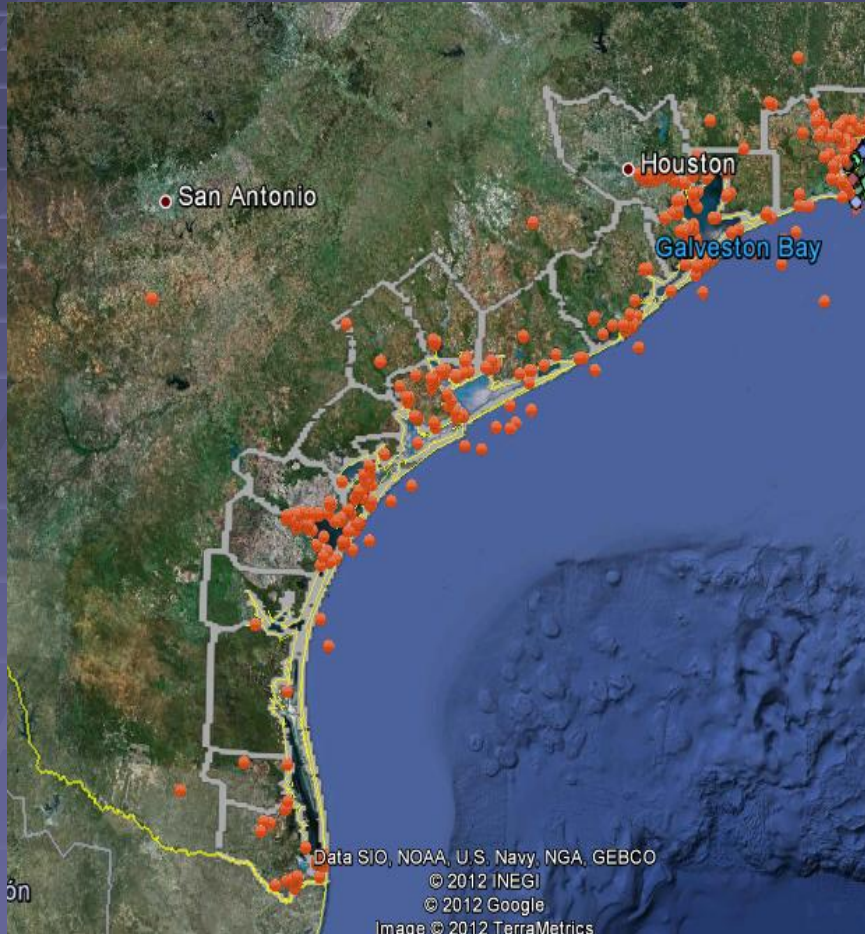 Houston
San Antonio
Galveston Bay
Data SIO, NOAA, U.S. Navy, NGA, GEBCO
© 2012 INEGI
© 2012 Google
Image © 2012 TerraMetrics
ón